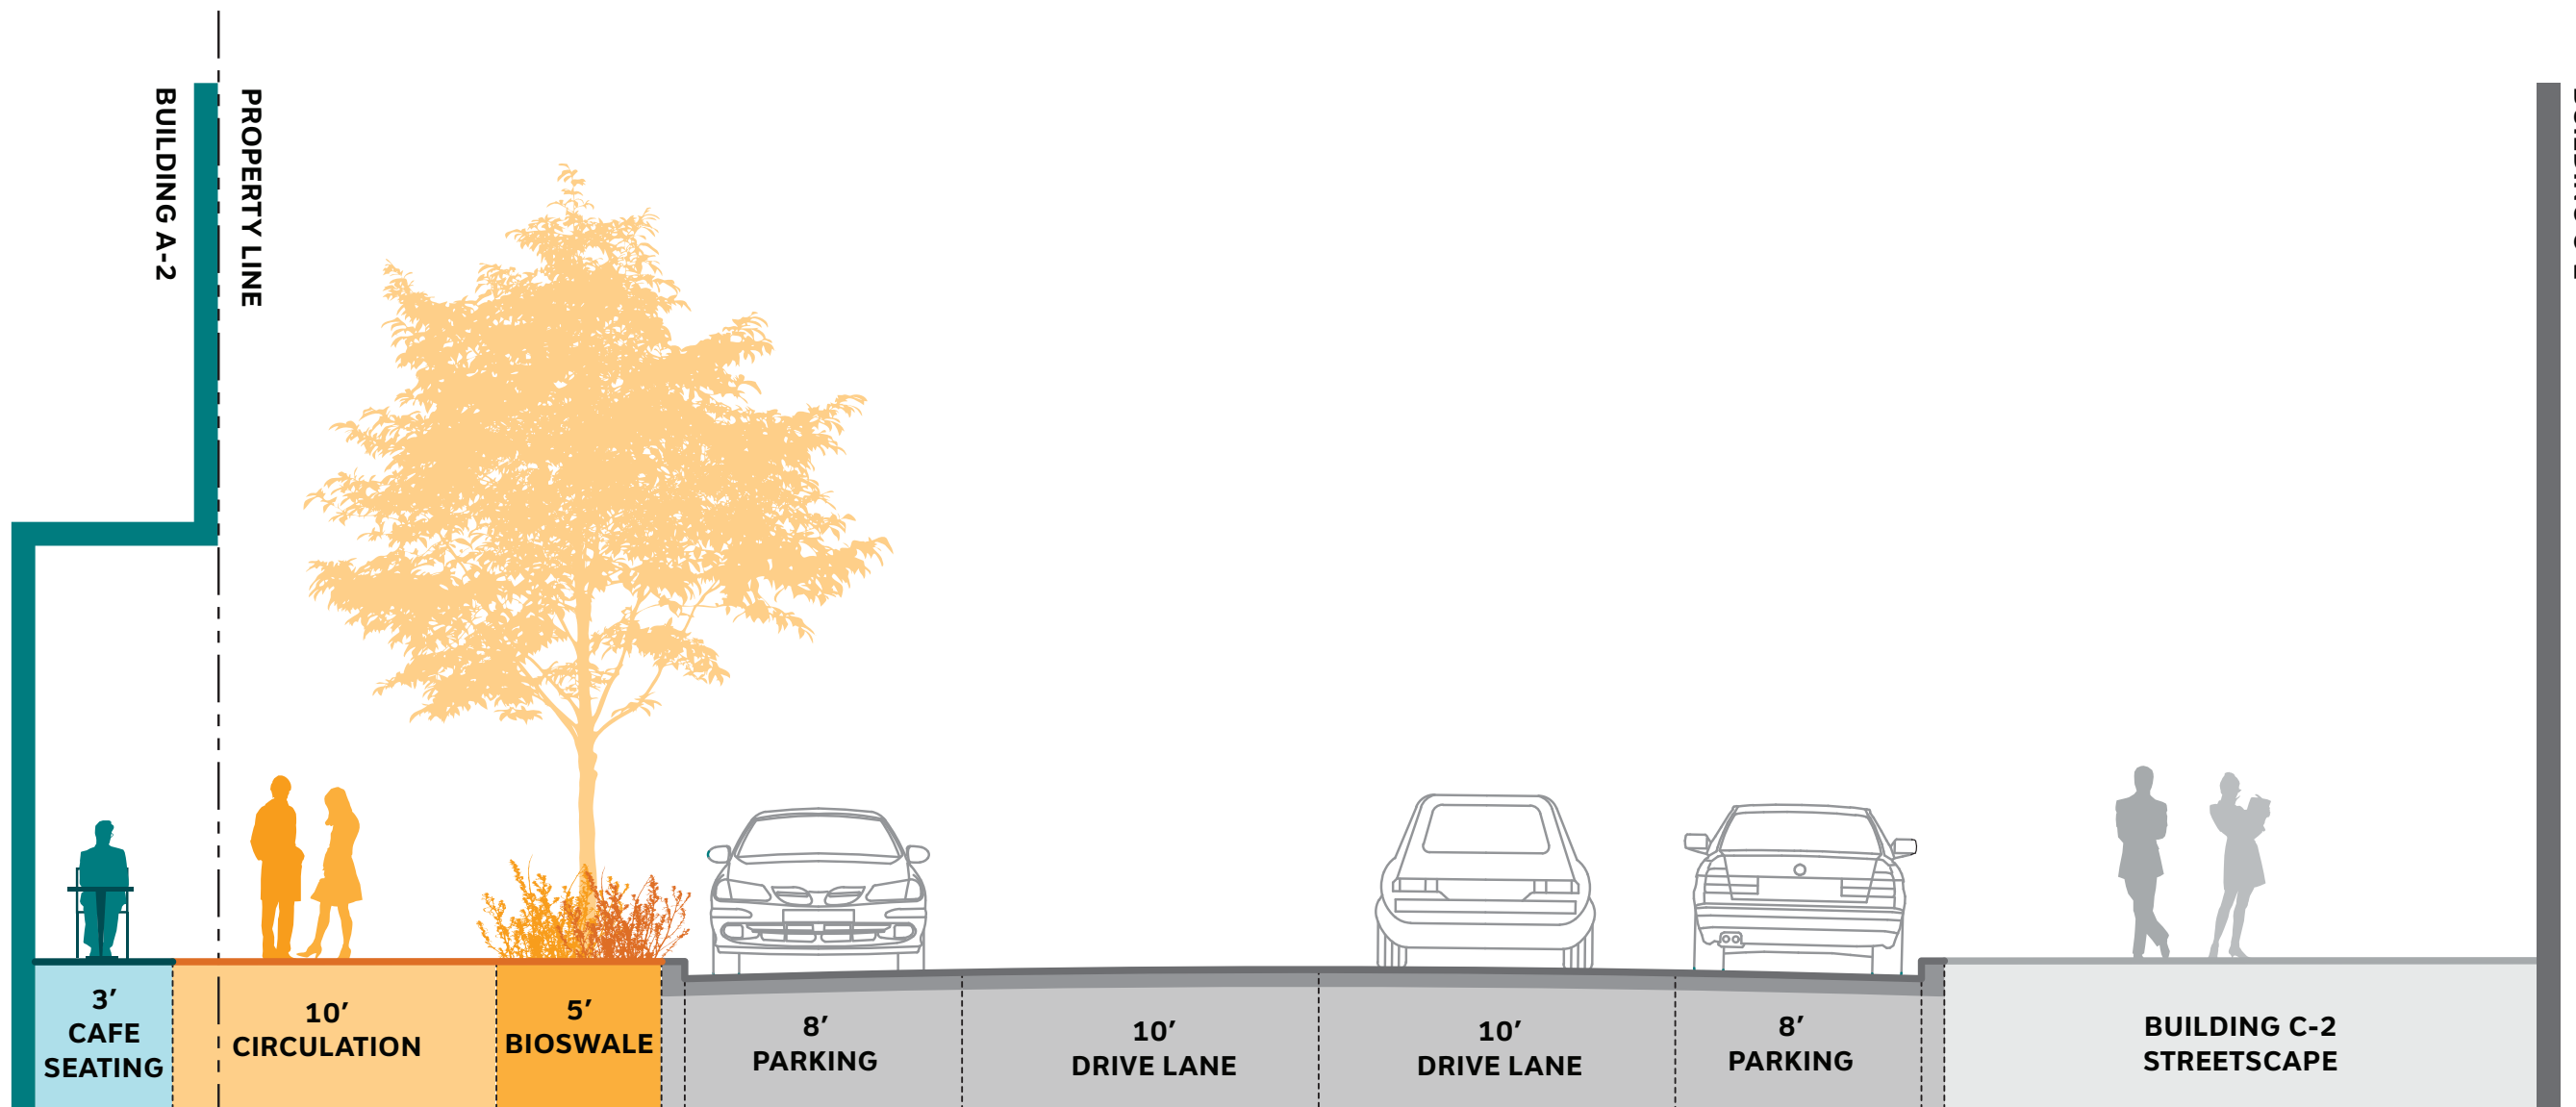 BUILDING A-2
PROPERTY LINE
3’
CAFE
SEATING
10’
CIRCULATION
5’
BIOSWALE
8’
PARKING
10’
DRIVE LANE
10’
DRIVE LANE
8’
PARKING
BUILDING C-2
STREETSCAPE